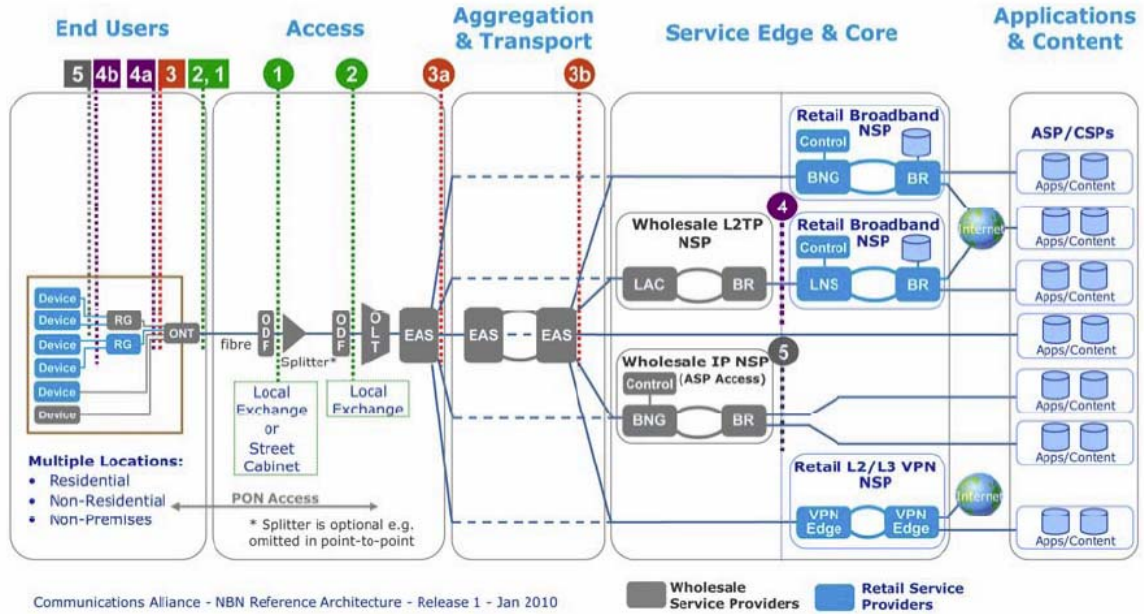 End Users
Access
Aggregation
& Transport
Service Edge & Core
Applications
& Content
5
4b
4a
3
2, 1
1
2
3a
3b
Retail Broadband
NSP
Control
BNG
BR
ASP/CSPs
Apps/Content
4
Wholesale L2TP
NSP
LAC
BR
Retail Broadband
NSP
Control
LNS
BR
Internet
Apps/Content
Apps/Content
Device
Device
Device
Device
Device
Device
RG
RG
ONT
fibre
ODF
Splitter*
ODF
OLT
EAS
EAS
EAS
Apps/Content
5
Wholesale IP NSP
(ASP Access)
Control
BNG
BR
Apps/Content
Apps/Content
Local
Exchange
or
Street
Cabinet
Local
Exchange
Multiple Locations:
• Residential
• Non-Residential
• Non-Premises
PON Access
* Splitter is optional e.g.
omitted in point-to-point
Retail L2/L3 VPN
NSP
VPN
Edge
VPN
Edge
Internet
Apps/Content
Communications Alliance - NBN Reference Architecture - Release 1 - Jan 2010
Wholesale
Service Providers
Retail Service
Providers